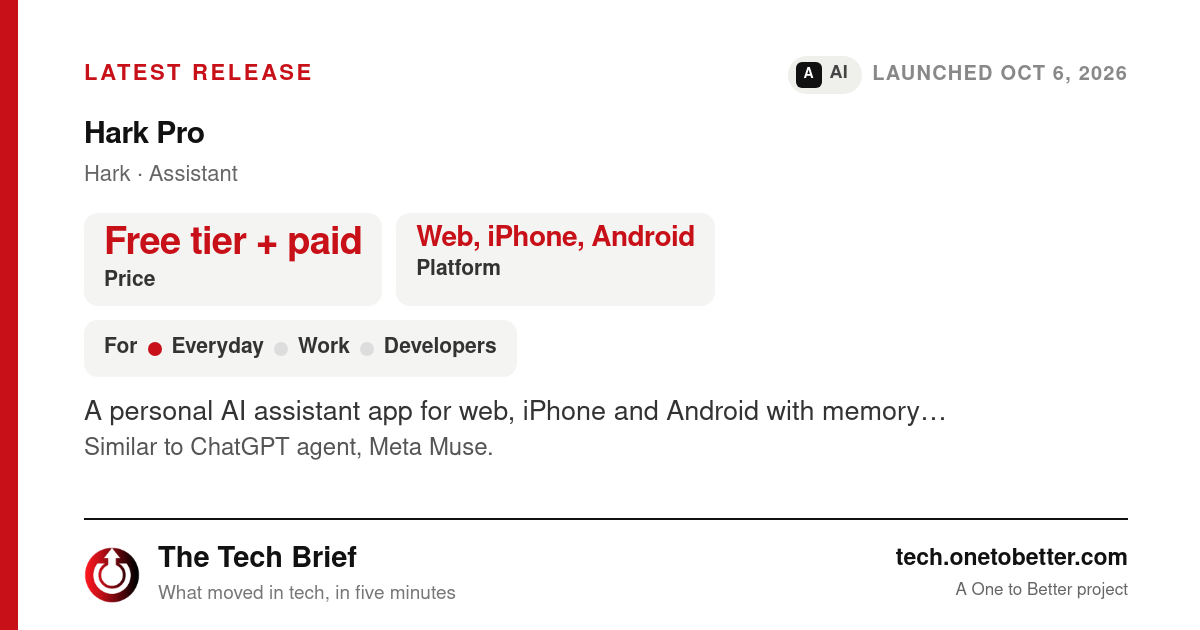 LATEST RELEASE
A AI LAUNCHED OCT 6, 2026
Hark Pro
Hark · Assistant
Free tier + paid
Price
Web, iPhone, Android
Platform
For Everyday Work Developers
A personal AI assistant app for web, iPhone and Android with memory…
Similar to ChatGPT agent, Meta Muse.
The Tech Brief
What moved in tech, in five minutes
tech.onetobetter.com
A One to Better project